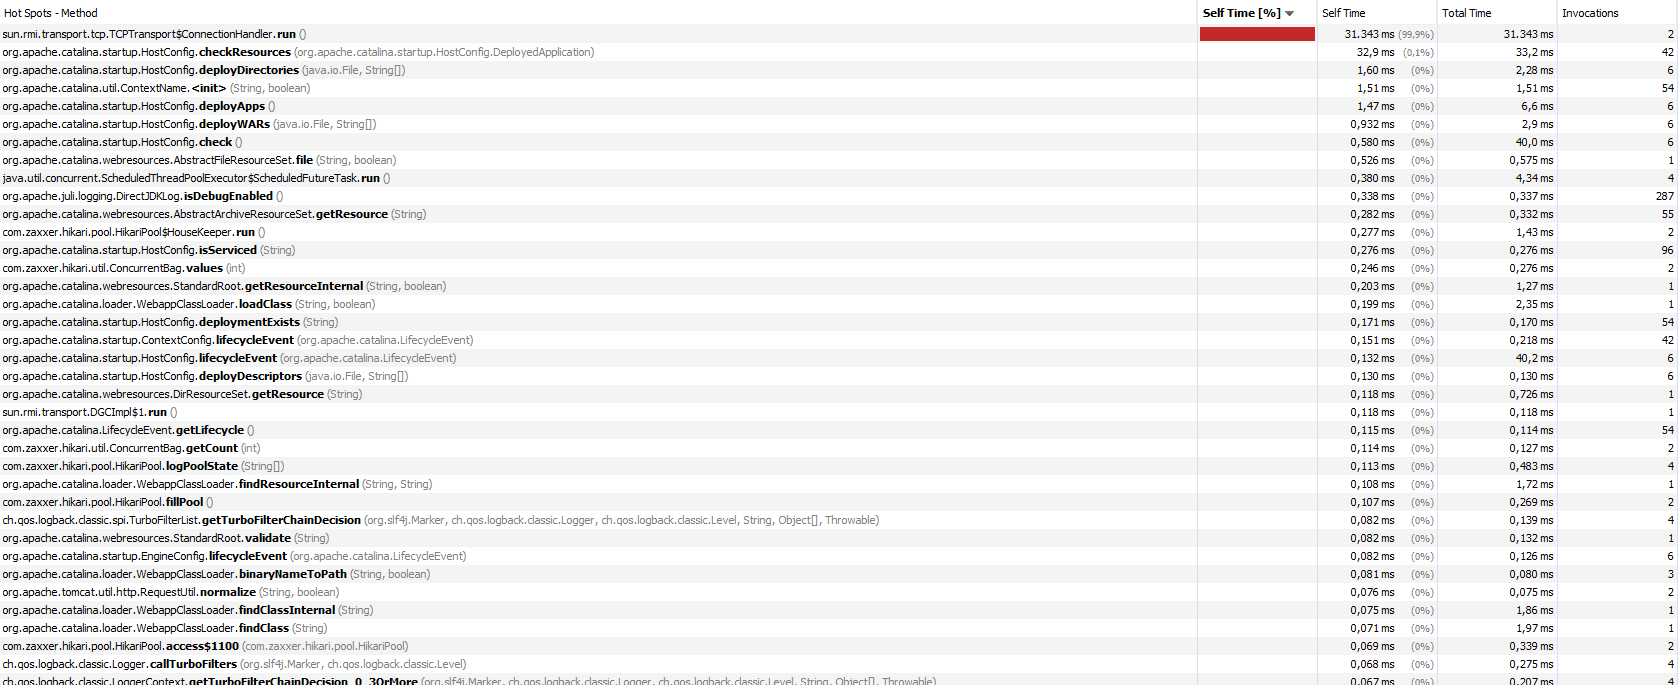 Hot Spots - Method Self Time [%] Self Time Total Time Invocations
sun.rmi.transport.tcp.TCPTransport$ConnectionHandler.run () 31.343 ms (99,9%) 31.343 ms 2
org.apache.catalina.startup.HostConfig.checkResources (org.apache.catalina.startup.HostConfig.DeployedApplication) 32,9 ms (0,1%) 33,2 ms 42
org.apache.catalina.startup.HostConfig.deployDirectories (java.io.File, String[]) 1,60 ms (0%) 2,28 ms 6
org.apache.catalina.util.ContextName.<init> (String, boolean) 1,51 ms (0%) 1,51 ms 54
org.apache.catalina.startup.HostConfig.deployApps () 1,47 ms (0%) 6,6 ms 6
org.apache.catalina.startup.HostConfig.deployWARs (java.io.File, String[]) 0,932 ms (0%) 2,9 ms 6
org.apache.catalina.startup.HostConfig.check () 0,580 ms (0%) 40,0 ms 6
org.apache.catalina.webresources.AbstractFileResourceSet.file (String, boolean) 0,526 ms (0%) 0,575 ms 1
java.util.concurrent.ScheduledThreadPoolExecutor$ScheduledFutureTask.run () 0,380 ms (0%) 4,34 ms 4
org.apache.juli.logging.DirectJDKLog.isDebugEnabled () 0,338 ms (0%) 0,337 ms 287
org.apache.catalina.webresources.AbstractArchiveResourceSet.getResource (String) 0,282 ms (0%) 0,332 ms 55
com.zaxxer.hikari.pool.HikariPool$HouseKeeper.run () 0,277 ms (0%) 1,43 ms 2
org.apache.catalina.startup.HostConfig.isServiced (String) 0,276 ms (0%) 0,276 ms 96
com.zaxxer.hikari.util.ConcurrentBag.values (int) 0,246 ms (0%) 0,276 ms 2
org.apache.catalina.webresources.StandardRoot.getResourceInternal (String, boolean) 0,203 ms (0%) 1,27 ms 1
org.apache.catalina.loader.WebappClassLoader.loadClass (String, boolean) 0,199 ms (0%) 2,35 ms 1
org.apache.catalina.startup.HostConfig.deploymentExists (String) 0,171 ms (0%) 0,170 ms 54
org.apache.catalina.startup.ContextConfig.lifecycleEvent (org.apache.catalina.LifecycleEvent) 0,151 ms (0%) 0,218 ms 42
org.apache.catalina.startup.HostConfig.lifecycleEvent (org.apache.catalina.LifecycleEvent) 0,132 ms (0%) 40,2 ms 6
org.apache.catalina.startup.HostConfig.deployDescriptors (java.io.File, String[]) 0,130 ms (0%) 0,130 ms 6
org.apache.catalina.webresources.DirResourceSet.getResource (String) 0,118 ms (0%) 0,726 ms 1
sun.rmi.transport.DGCImpl$1.run () 0,118 ms (0%) 0,118 ms 1
org.apache.catalina.LifecycleEvent.getLifecycle () 0,115 ms (0%) 0,114 ms 54
com.zaxxer.hikari.util.ConcurrentBag.getCount (int) 0,114 ms (0%) 0,127 ms 2
com.zaxxer.hikari.pool.HikariPool.logPoolState (String[]) 0,113 ms (0%) 0,483 ms 4
org.apache.catalina.loader.WebappClassLoader.findResourceInternal (String, String) 0,108 ms (0%) 1,72 ms 1
com.zaxxer.hikari.pool.HikariPool.fillPool () 0,107 ms (0%) 0,269 ms 2
ch.qos.logback.classic.spi.TurboFilterList.getTurboFilterChainDecision (org.slf4j.Marker, ch.qos.logback.classic.Logger, ch.qos.logback.classic.Level, String, Object[], Throwable) 0,082 ms (0%) 0,139 ms 4
org.apache.catalina.webresources.StandardRoot.validate (String) 0,082 ms (0%) 0,132 ms 1
org.apache.catalina.startup.EngineConfig.lifecycleEvent (org.apache.catalina.LifecycleEvent) 0,082 ms (0%) 0,126 ms 6
org.apache.catalina.loader.WebappClassLoader.binaryNameToPath (String, boolean) 0,081 ms (0%) 0,080 ms 3
org.apache.tomcat.util.http.RequestUtil.normalize (String, boolean) 0,076 ms (0%) 0,075 ms 2
org.apache.catalina.loader.WebappClassLoader.findClassInternal (String) 0,075 ms (0%) 1,86 ms 1
org.apache.catalina.loader.WebappClassLoader.findClass (String) 0,071 ms (0%) 1,97 ms 1
com.zaxxer.hikari.pool.HikariPool.access$1100 (com.zaxxer.hikari.pool.HikariPool) 0,069 ms (0%) 0,339 ms 2
ch.qos.logback.classic.Logger.callTurboFilters (org.slf4j.Marker, ch.qos.logback.classic.Level) 0,068 ms (0%) 0,275 ms 4
ch.qos.logback.classic.LoggerContext.getTurboFilterChainDecision_0_3OrMore (org.slf4j.Marker, ch.qos.logback.classic.Logger, ch.qos.logback.classic.Level, String, Object[], Throwable) 0,067 ms (0%) 0,207 ms 4